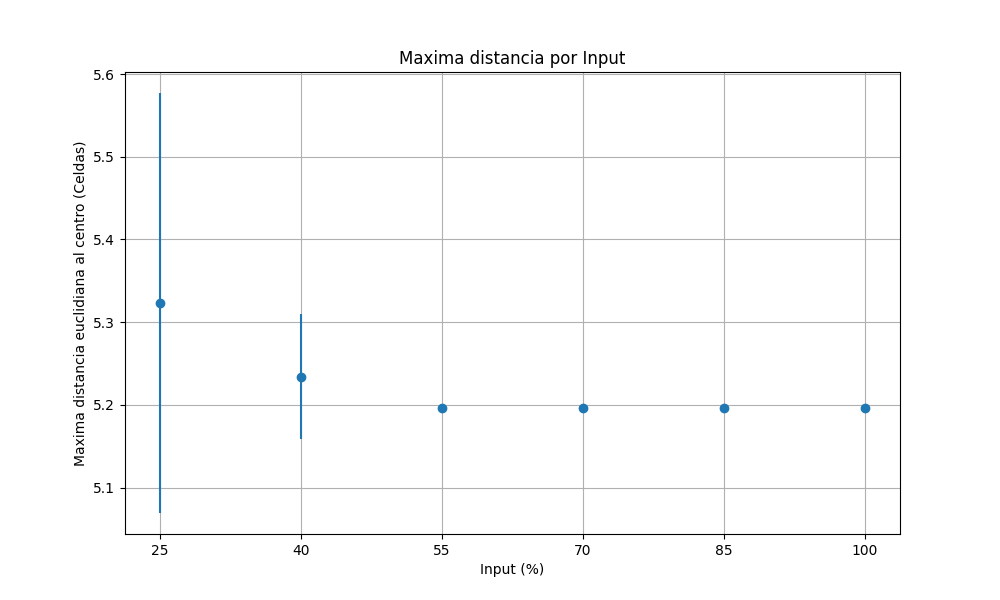 Maxima distancia por Input
Maxima distancia euclidiana al centro (Celdas)
5.6
5.5
5.4
5.3
5.2
5.1
25 40 55 70 85 100
Input (%)